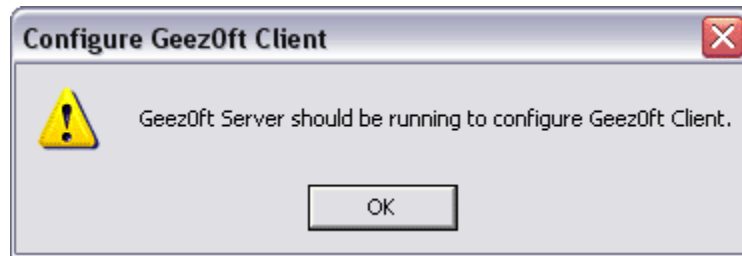 Configure Geez0ft Client
Geez0ft Server should be running to configure Geez0ft Client.
OK